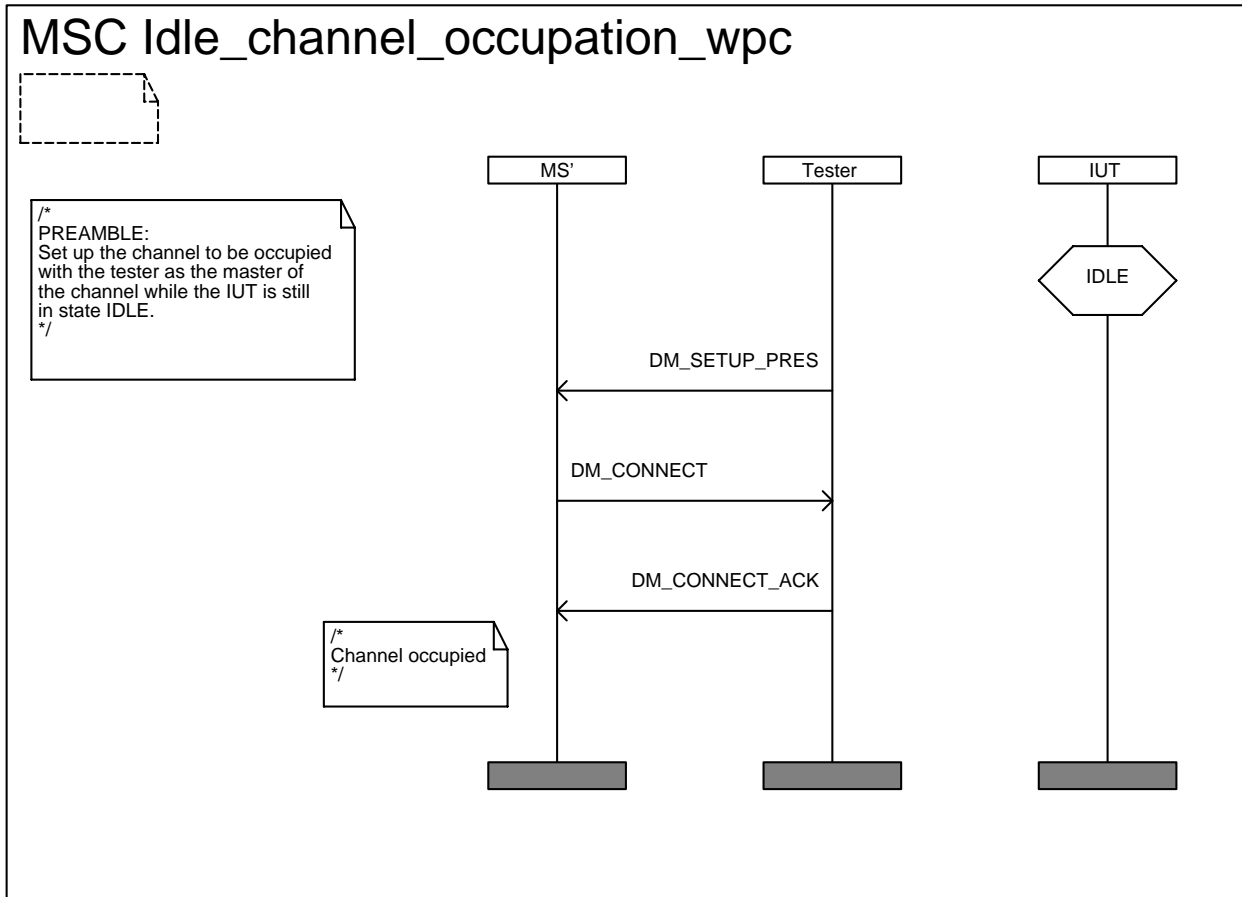 MSC Idle_channel_occupation_wpc
MS’
Tester
IUT
/*
PREAMBLE:
Set up the channel to be occupied
with the tester as the master of
the channel while the IUT is still
in state IDLE.
*/
IDLE
DM_SETUP_PRES
DM_CONNECT
DM_CONNECT_ACK
/*
Channel occupied
*/